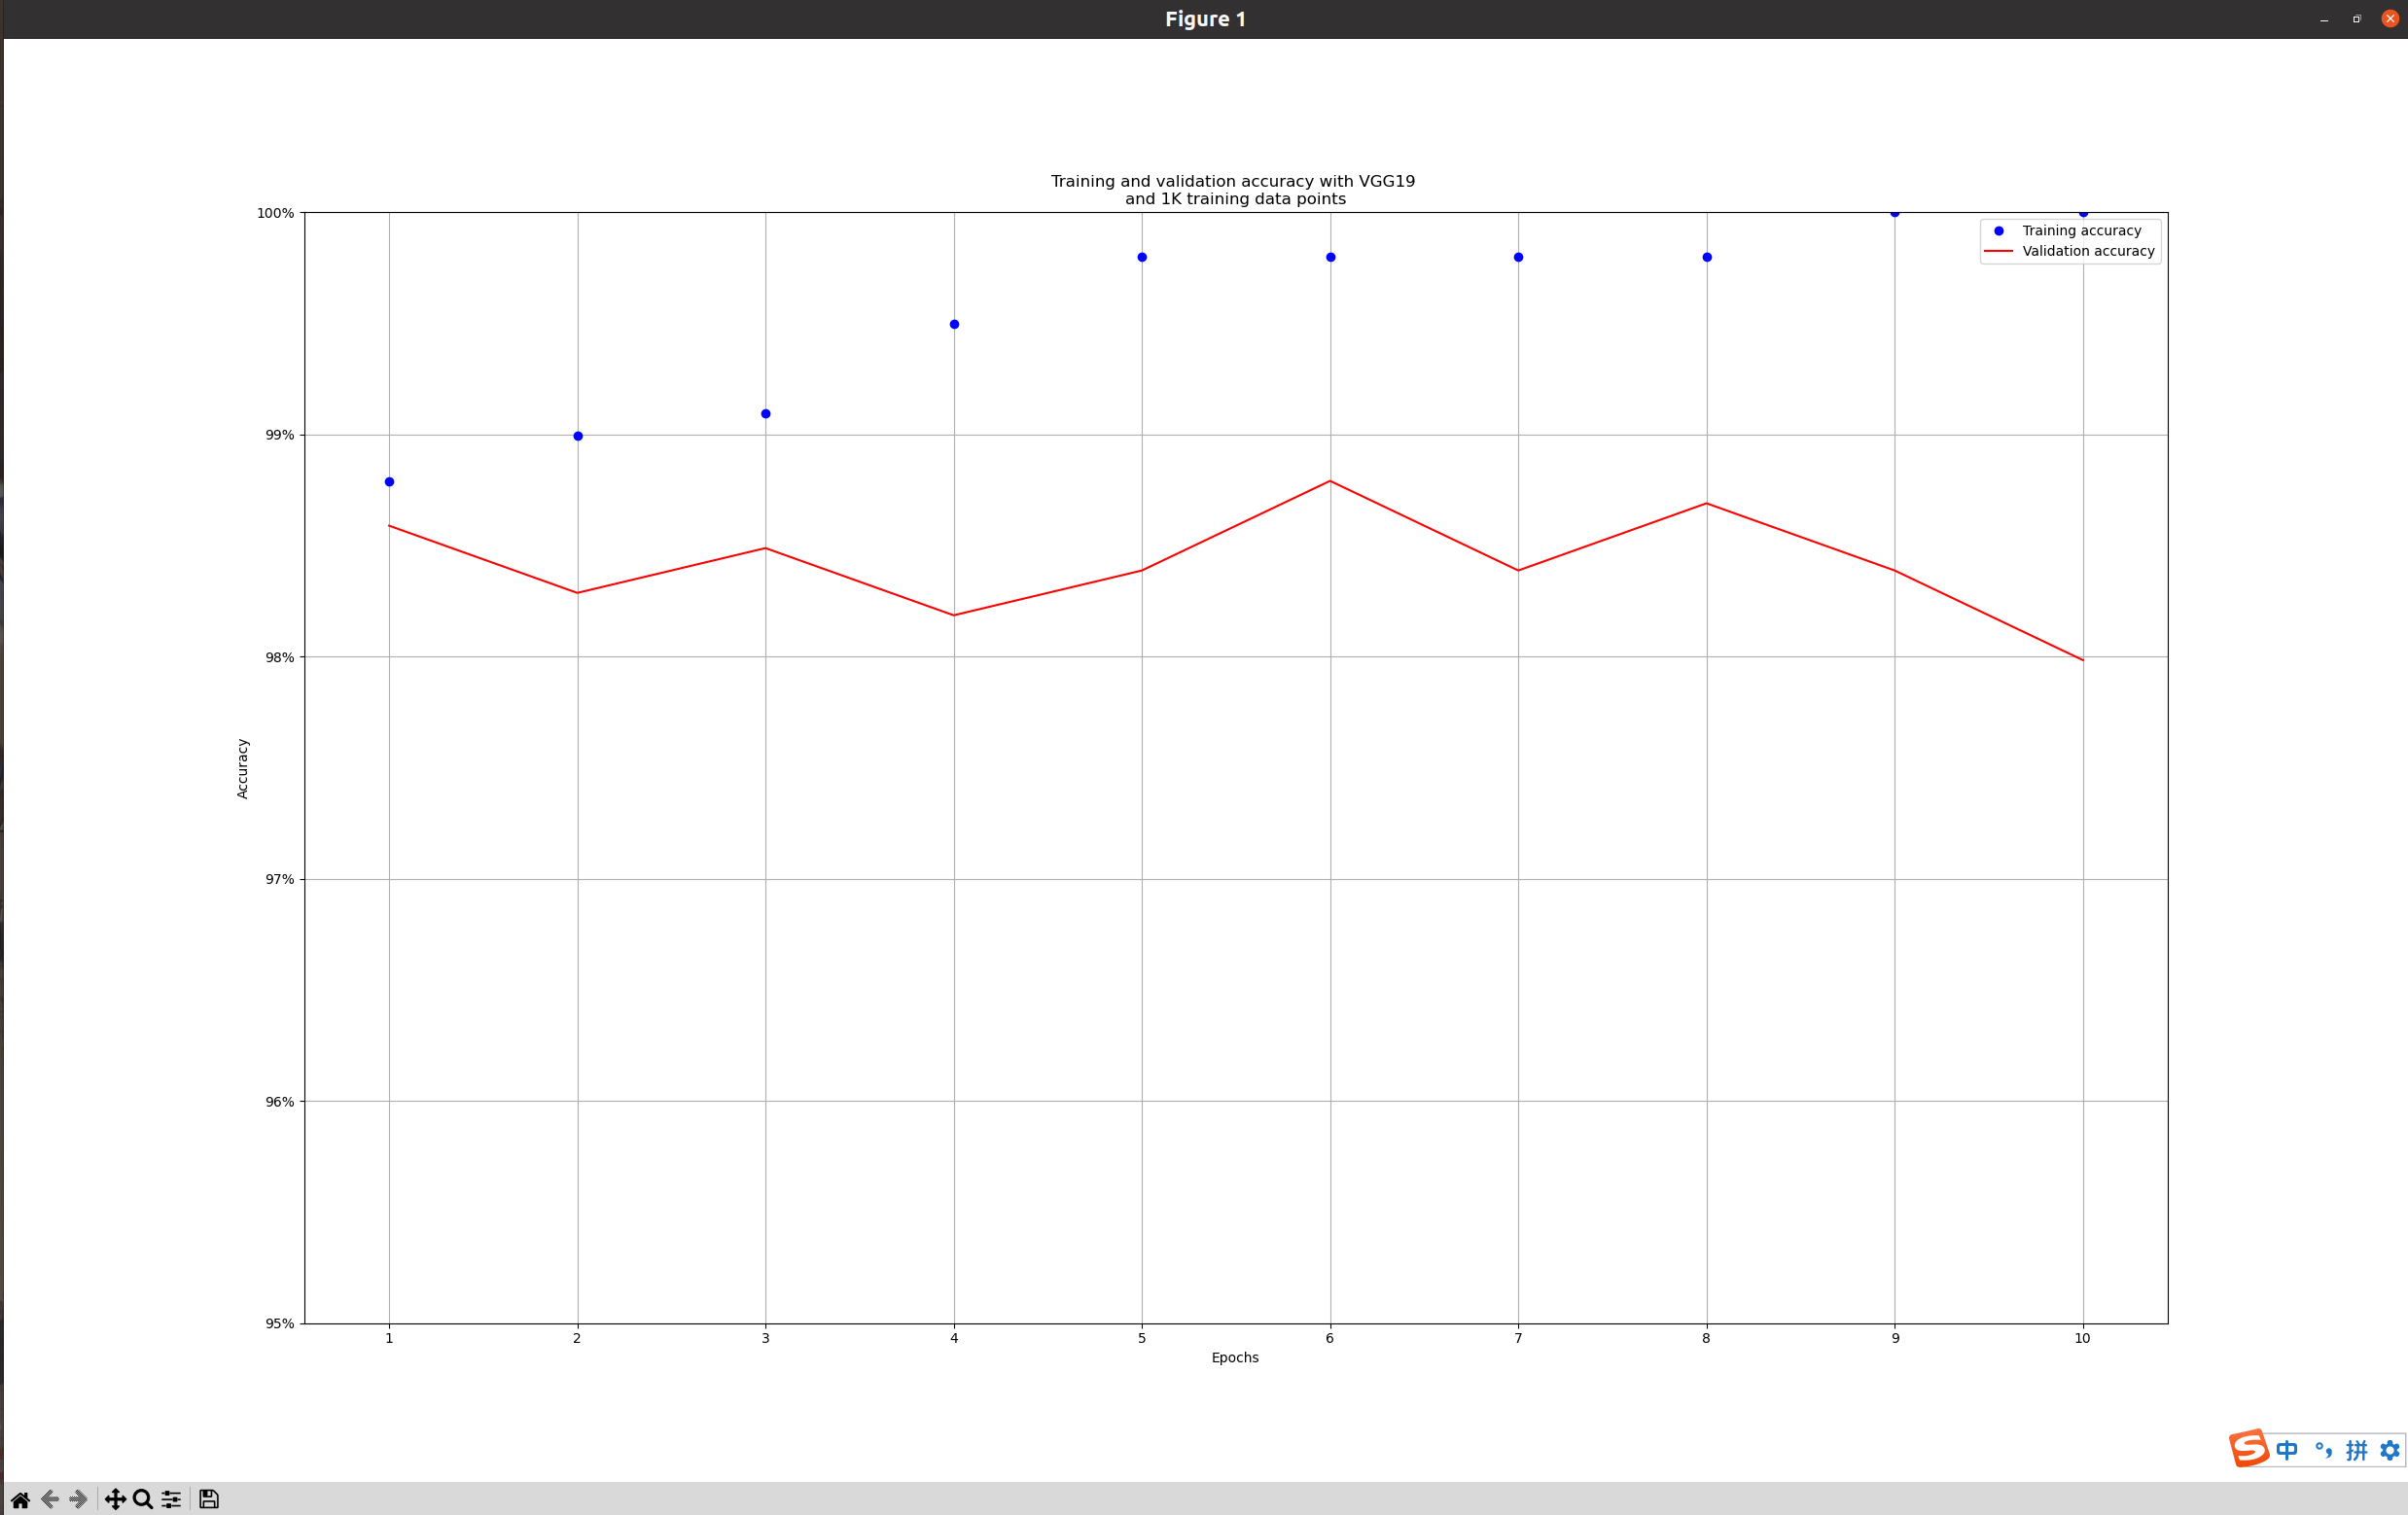 Figure 1
Training and validation accuracy with VGG19
and 1K training data points
100%
99%
98%
97%
96%
95%
Accuracy
Training accuracy
Validation accuracy
1 2 3 4 5 6 7 8 9 10
Epochs
S 中 °, 拼